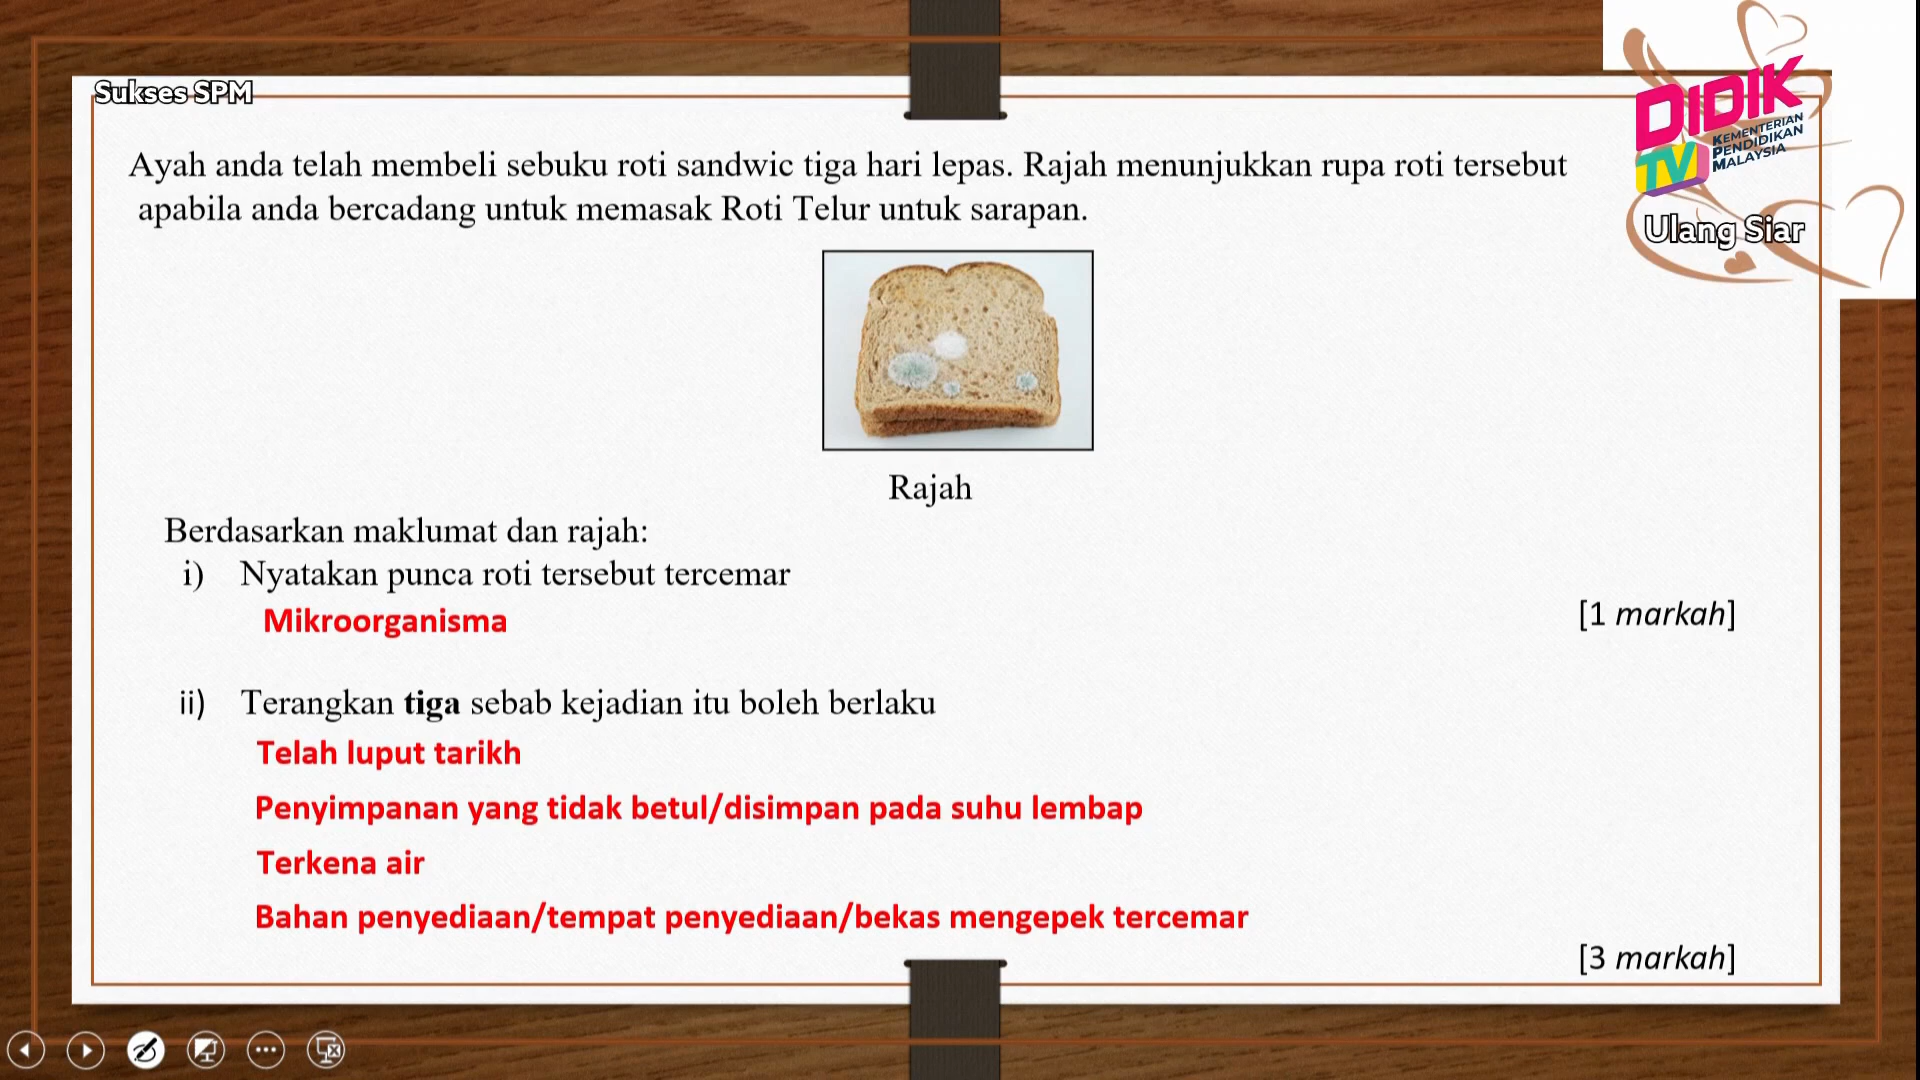 Sukses SPM
DIDIK
TV
KEMENTERIAN
PENDIDIKAN
MALAYSIA
Ulang Siar
Ayah anda telah membeli sebuku roti sandwic tiga hari lepas. Rajah menunjukkan rupa roti tersebut
apabila anda bercadang untuk memasak Roti Telur untuk sarapan.
Rajah
Berdasarkan maklumat dan rajah:
i) Nyatakan punca roti tersebut tercemar
Mikroorganisma
[1 markah]
ii) Terangkan tiga sebab kejadian itu boleh berlaku
Telah luput tarikh
Penyimpanan yang tidak betul/disimpan pada suhu lembap
Terkena air
Bahan penyediaan/tempat penyediaan/bekas mengepek tercemar
[3 markah]